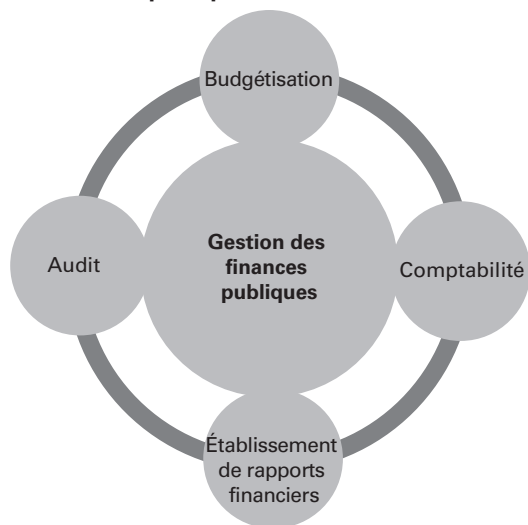 Budgétisation
Gestion des
finances
publiques
Audit
Comptabilité
Établissement
de rapports
financiers